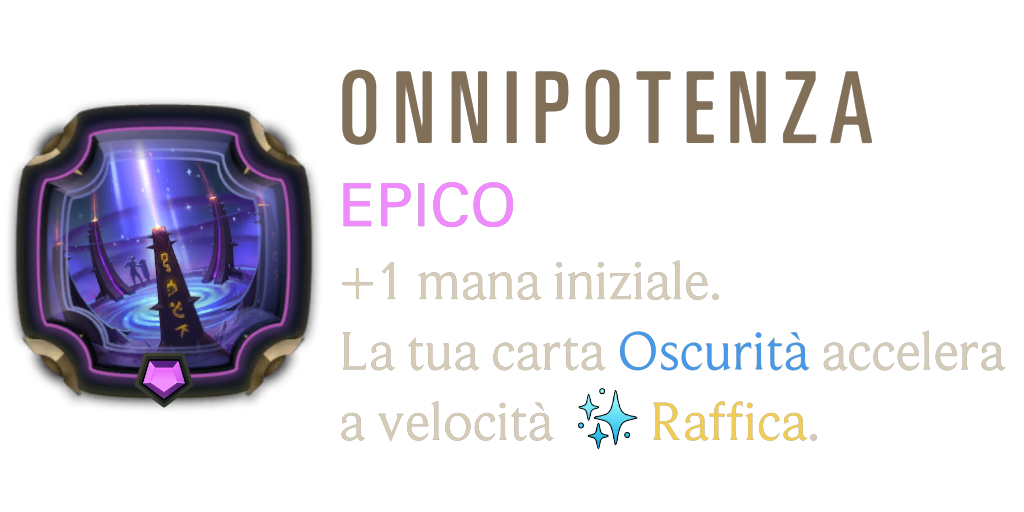 ONNIPOTENZA
EPICO
+1 mana iniziale.
La tua carta Oscurità accelera
a velocità Raffica.